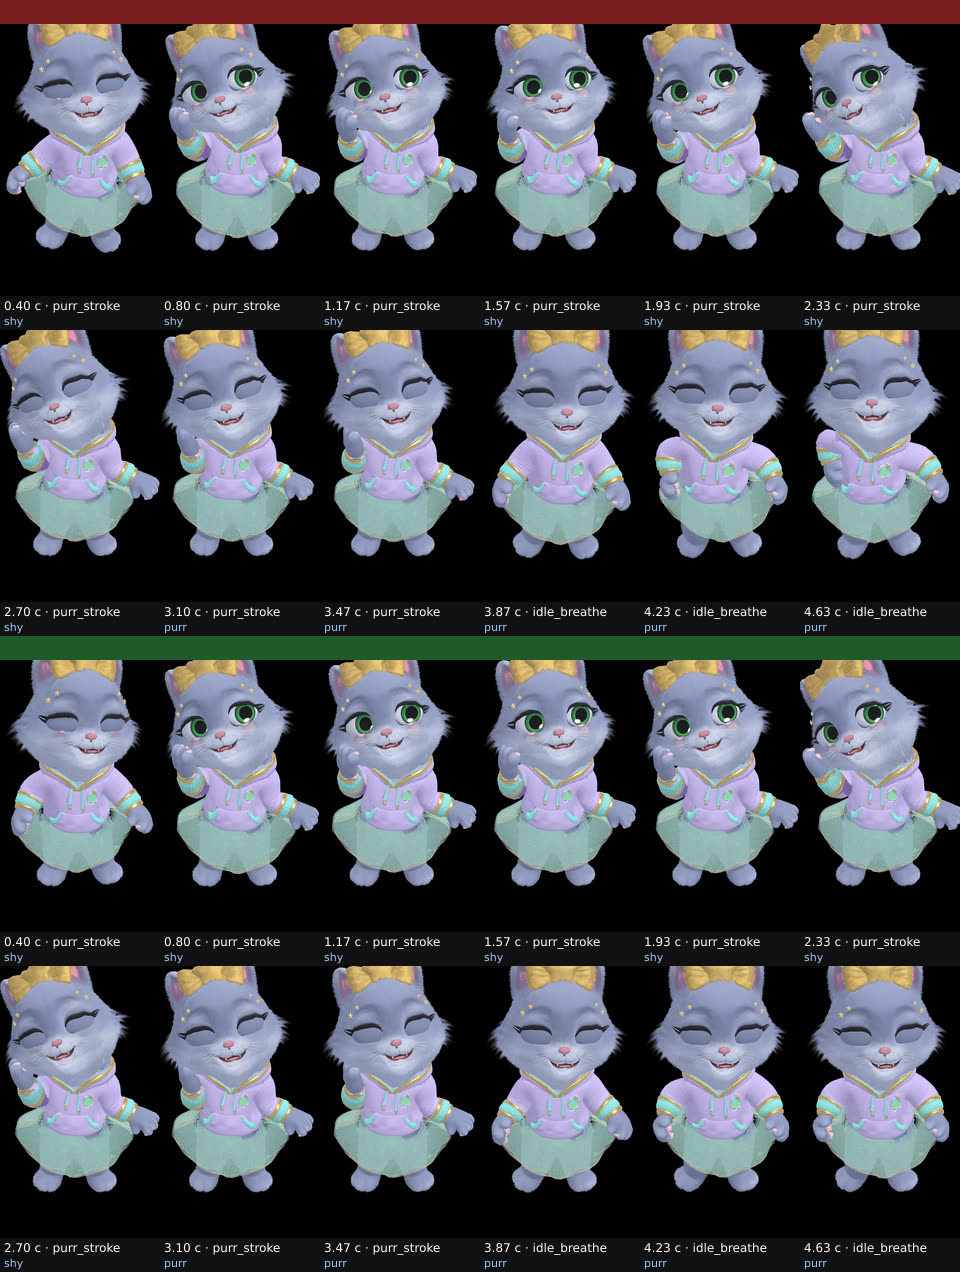 0.40 с · purr_stroke 0.80 с · purr_stroke 1.17 с · purr_stroke 1.57 с · purr_stroke 1.93 с · purr_stroke 2.33 с · purr_stroke
shy shy shy shy shy shy
2.70 с · purr_stroke 3.10 с · purr_stroke 3.47 с · purr_stroke 3.87 с · idle_breathe 4.23 с · idle_breathe 4.63 с · idle_breathe
shy purr purr purr purr purr
0.40 с · purr_stroke 0.80 с · purr_stroke 1.17 с · purr_stroke 1.57 с · purr_stroke 1.93 с · purr_stroke 2.33 с · purr_stroke
shy shy shy shy shy shy
2.70 с · purr_stroke 3.10 с · purr_stroke 3.47 с · purr_stroke 3.87 с · idle_breathe 4.23 с · idle_breathe 4.63 с · idle_breathe
shy purr purr purr purr purr